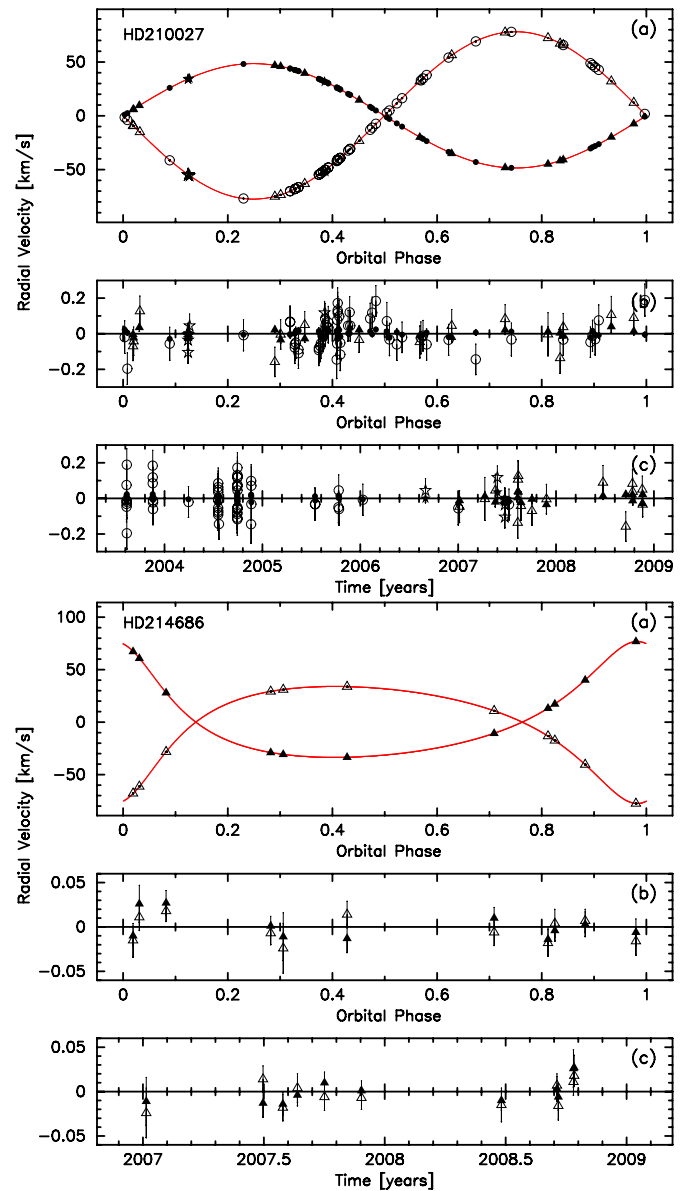 HD210027 (a)
50
0
−50
0 0.2 0.4 0.6 0.8 1
Orbital Phase
Radial Velocity [km/s]
(b)
0.2
0
−0.2
0 0.2 0.4 0.6 0.8 1
Orbital Phase
(c)
0.2
0
−0.2
2004 2005 2006 2007 2008 2009
Time [years]
HD214686 (a)
100
50
0
−50
0 0.2 0.4 0.6 0.8 1
Orbital Phase
Radial Velocity [km/s]
(b)
0.05
0
−0.05
0 0.2 0.4 0.6 0.8 1
Orbital Phase
(c)
0.05
0
−0.05
2007 2007.5 2008 2008.5 2009
Time [years]